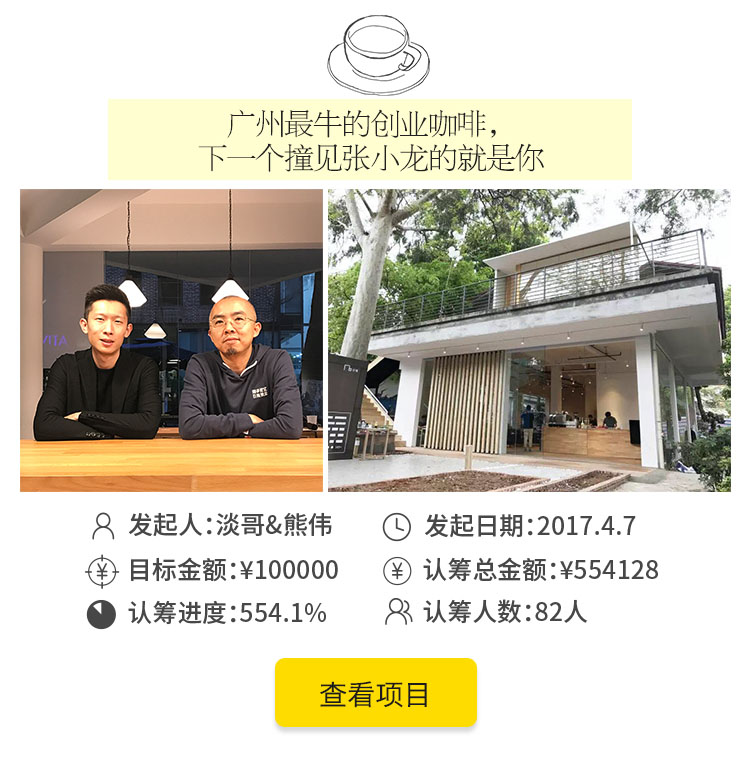 广州最牛的创业咖啡，
下一个撞见张小龙的就是你
发起人：淡哥&熊伟
发起日期：2017.4.7
目标金额：¥100000
认筹总金额：¥554128
认筹进度：554.1%
认筹人数：82人
查看项目